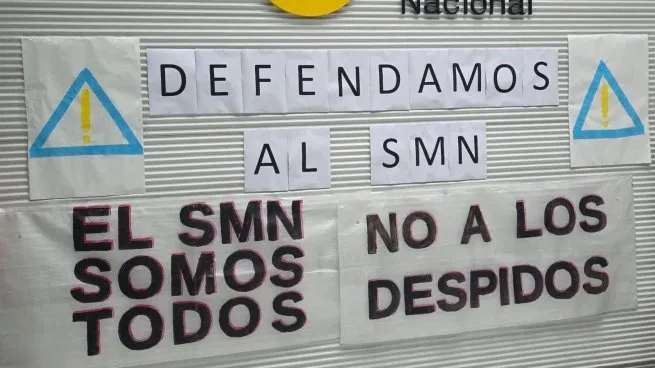 Nacional
DEFENDAMOS
AL SMN
EL SMN
SOMOS
TODOS
NO A LOS
DESPIDOS